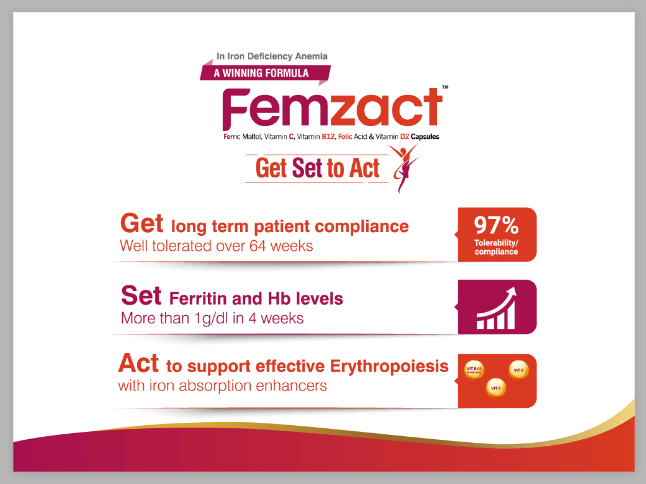 In Iron Deficiency Anemia
A WINNING FORMULA
Femzact™
Ferric Maltol, Vitamin C, Vitamin B12, Folic Acid & Vitamin D2 Capsules
Get Set to Act
Get long term patient compliance
Well tolerated over 64 weeks
97%
Tolerability/
compliance
Set Ferritin and Hb levels
More than 1g/dl in 4 weeks
Act to support effective Erythropoiesis
with iron absorption enhancers
VIT B12
VIT D
VIT C